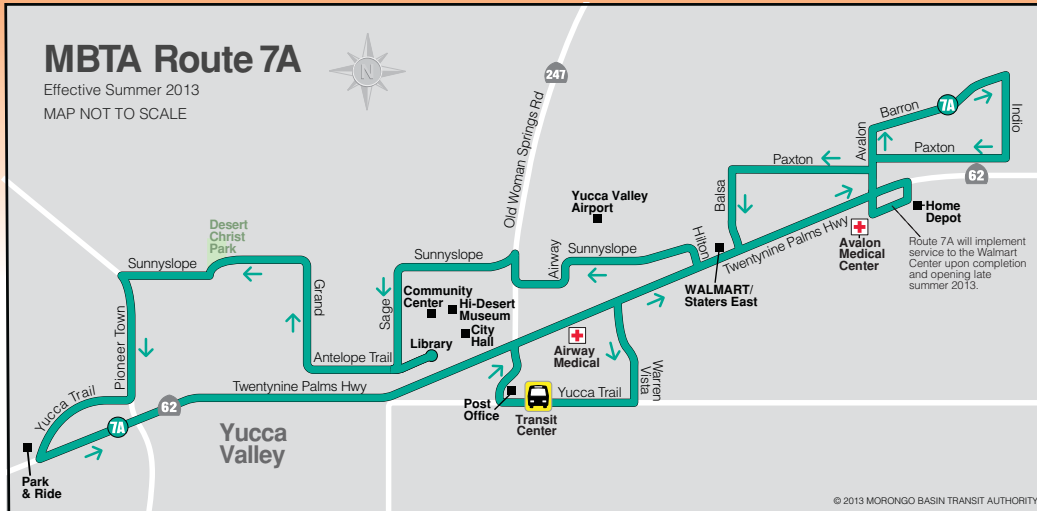 MBTA Route 7A
Effective Summer 2013
MAP NOT TO SCALE
N
247
Old Woman Springs Rd
Barron
7A
Indio
Avalon
Paxton
Paxton
62
Balsa
Home
Depot
Twentynine Palms Hwy
Avalon
Medical
Center
Route 7A will implement
service to the Walmart
Center upon completion
and opening late
summer 2013.
Yucca Valley
Airport
Desert
Christ
Park
Sunnyslope
Sunnyslope
Airway
Sunnyslope
Hilton
WALMART/
Staters East
Pioneer Town
Grand
Sage
Community
Center
Hi-Desert
Museum
City
Hall
Library
Antelope Trail
Airway
Medical
Warren
Vista
Twentynine Palms Hwy
Yucca Trail
62
7A
Post
Office
Transit
Center
Yucca Trail
Yucca
Valley
Park
& Ride
© 2013 MORONGO BASIN TRANSIT AUTHORITY